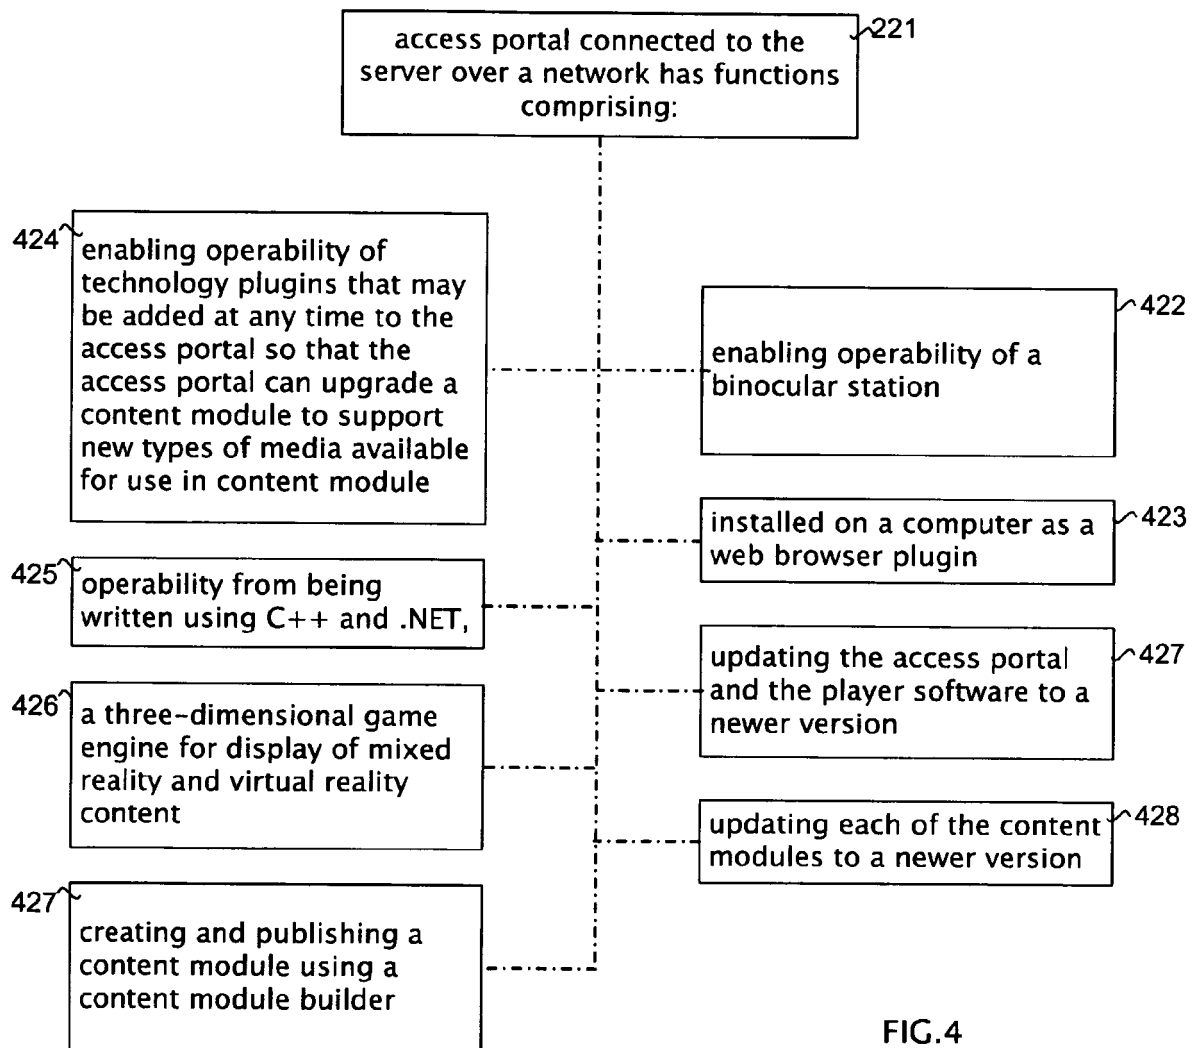 221
access portal connected to the
server over a network has functions
comprising:
424
enabling operability of
technology plugins that may
be added at any time to the
access portal so that the
access portal can upgrade a
content module to support
new types of media available
for use in content module
422
enabling operability of a
binocular station
423
installed on a computer as a
web browser plugin
425
operability from being
written using C++ and .NET,
427
updating the access portal
and the player software to a
newer version
426
a three-dimensional game
engine for display of mixed
reality and virtual reality
content
428
updating each of the content
modules to a newer version
427
creating and publishing a
content module using a
content module builder
FIG.4